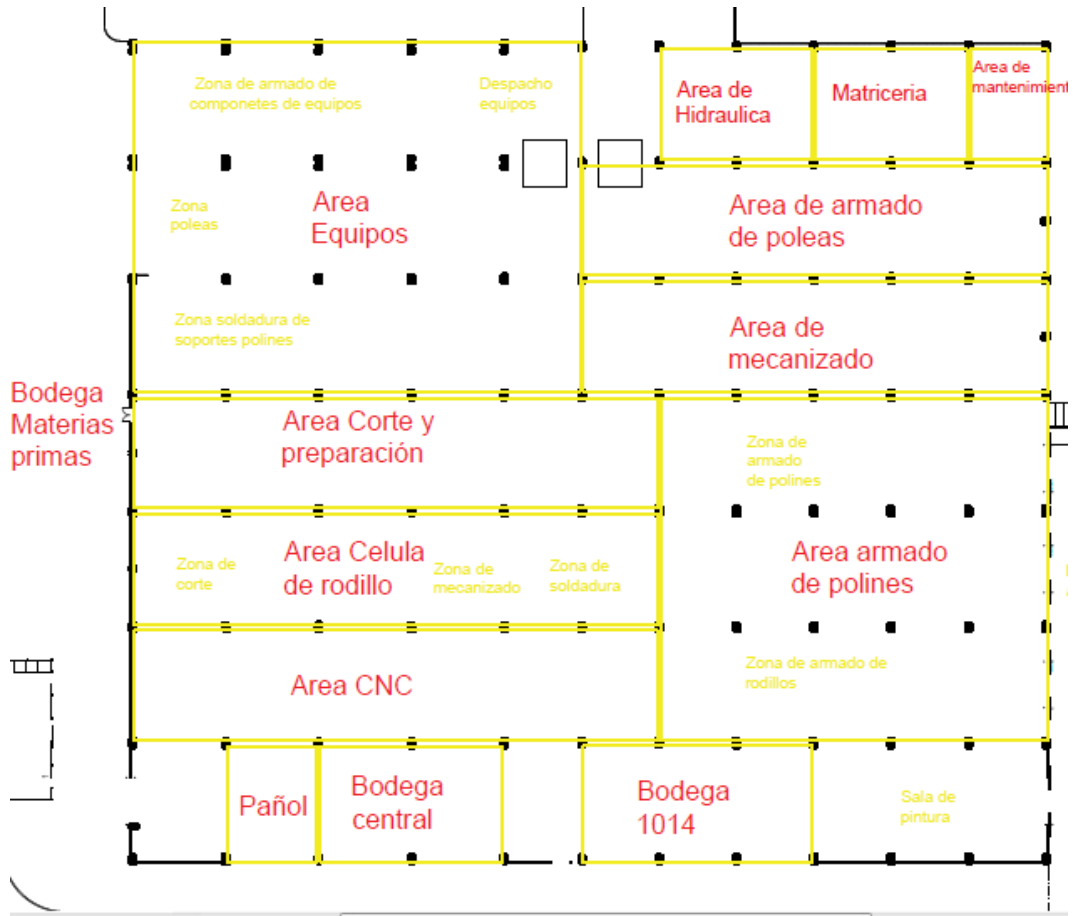 Zona de armado de
componetes de equipos
Despacho
equipos
Area de
Hidraulica
Matriceria
Area de
mantenimient
Zona
poleas
Area
Equipos
Area de armado
de poleas
Zona soldadura de
soportes polines
Area de
mecanizado
Bodega
Materias
primas
Area Corte y
preparación
Zona de
armado
de polines
Zona de
corte
Area Celula
de rodillo
Zona de
mecanizado
Zona de
soldadura
Area armado
de polines
Area CNC
Zona de armado de
rodillos
Pañol
Bodega
central
Bodega
1014
Sala de
pintura